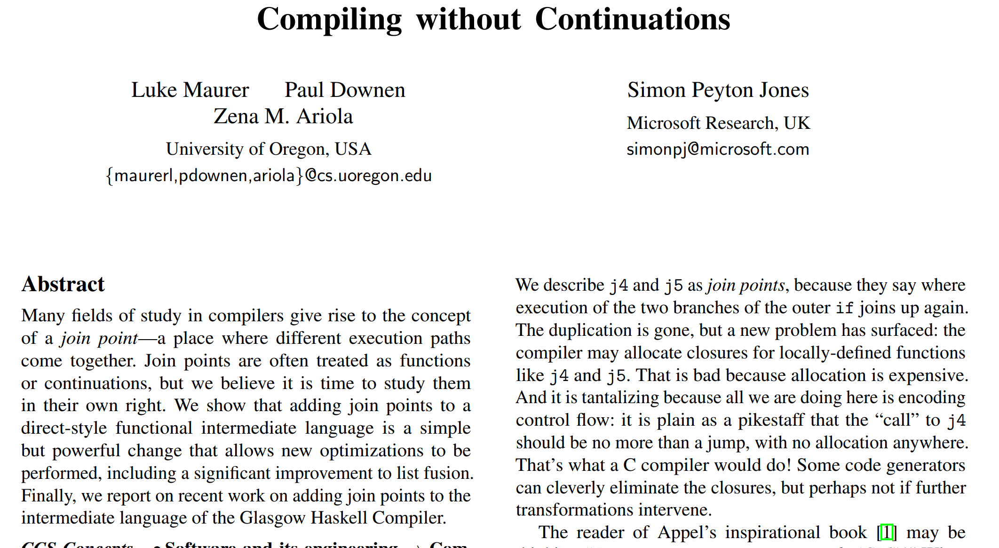 Compiling without Continuations
Luke Maurer Paul Downen
Zena M. Ariola
University of Oregon, USA
{maurerl,pdownen,ariola}@cs.uoregon.edu
Simon Peyton Jones
Microsoft Research, UK
simonpj@microsoft.com
Abstract
Many fields of study in compilers give rise to the concept
of a join point—a place where different execution paths
come together. Join points are often treated as functions
or continuations, but we believe it is time to study them
in their own right. We show that adding join points to a
direct-style functional intermediate language is a simple
but powerful change that allows new optimizations to be
performed, including a significant improvement to list fusion.
Finally, we report on recent work on adding join points to the
intermediate language of the Glasgow Haskell Compiler.
CCS Concepts • Software and its engineering → Com-
We describe j4 and j5 as join points, because they say where
execution of the two branches of the outer if joins up again.
The duplication is gone, but a new problem has surfaced: the
compiler may allocate closures for locally-defined functions
like j4 and j5. That is bad because allocation is expensive.
And it is tantalizing because all we are doing here is encoding
control flow: it is plain as a pikestaff that the “call” to j4
should be no more than a jump, with no allocation anywhere.
That’s what a C compiler would do! Some code generators
can cleverly eliminate the closures, but perhaps not if further
transformations intervene.
The reader of Appel’s inspirational book [1] may be